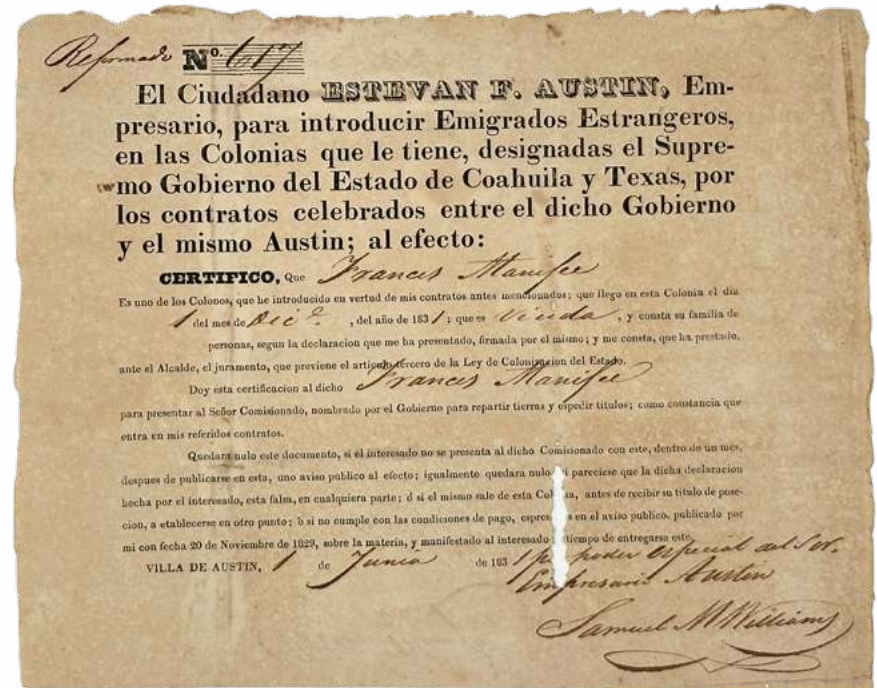 Reformado Nº. 617
El Ciudadano ESTEVAN F. AUSTIN, Em-
presario, para introducir Emigrados Estrangeros,
en las Colonias que le tiene, designadas el Supre-
mo Gobierno del Estado de Coahuila y Texas, por
los contratos celebrados entre el dicho Gobierno
y el mismo Austin; al efecto:
CERTIFICO, Que Frances Manifee
Es uno de los Colonos, que he introducido en vertud de mis contratos antes mencionados; que llego en esta Colonia el dia
1 del mes de Dice. , del año de 1831; que es Viuda , y consta su familia de
personas, segun la declaracion que me ha presentado, firmada por el mismo; y me consta, que ha prestado,
ante el Alcalde, el juramento, que previene el articulo tercero de la Ley de Colonizacion del Estado.
Doy esta certificacion al dicho Frances Manifee
para presentar al Señor Comisionado, nombrado por el Gobierno para repartir tierras y espedir titulos; como constancia que
entra en mis referidos contratos.
Quedara nulo este documento, si el interesado no se presenta al dicho Comisionado con este, dentro de un mes,
despues de publicarse en esta, uno aviso publico al efecto; igualmente quedara nulo, si pareciese que la dicha declaracion
hecha por el interesado, esta falsa, en cualquiera parte; ó si el mismo sale de esta Colonia, antes de recibir su titulo de pose-
cion, a etablecerse en otro punto; ò si no cumple con las condiciones de pago, espres s en el aviso publico, publicado por
mi con fecha 20 de Noviembre de 1829, sobre la materia, y manifestado al interesado tiempo de entregarse este.
VILLA DE AUSTIN, 1 de Junio de 1831 por poder especial del Sor.
Empresario Austin
Samuel M Williams